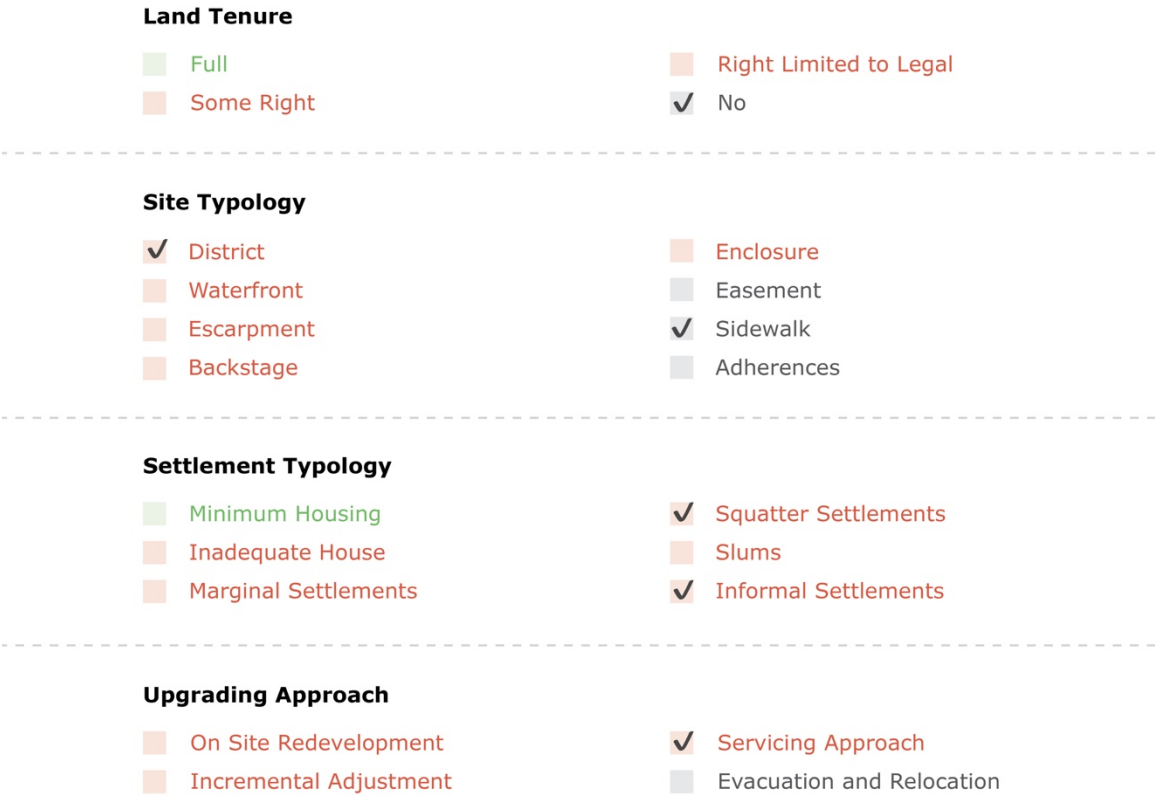 Land Tenure
Full
Right Limited to Legal
Some Right
No
Site Typology
District
Enclosure
Waterfront
Easement
Escarpment
Sidewalk
Backstage
Adherences
Settlement Typology
Minimum Housing
Squatter Settlements
Inadequate House
Slums
Marginal Settlements
Informal Settlements
Upgrading Approach
On Site Redevelopment
Servicing Approach
Incremental Adjustment
Evacuation and Relocation